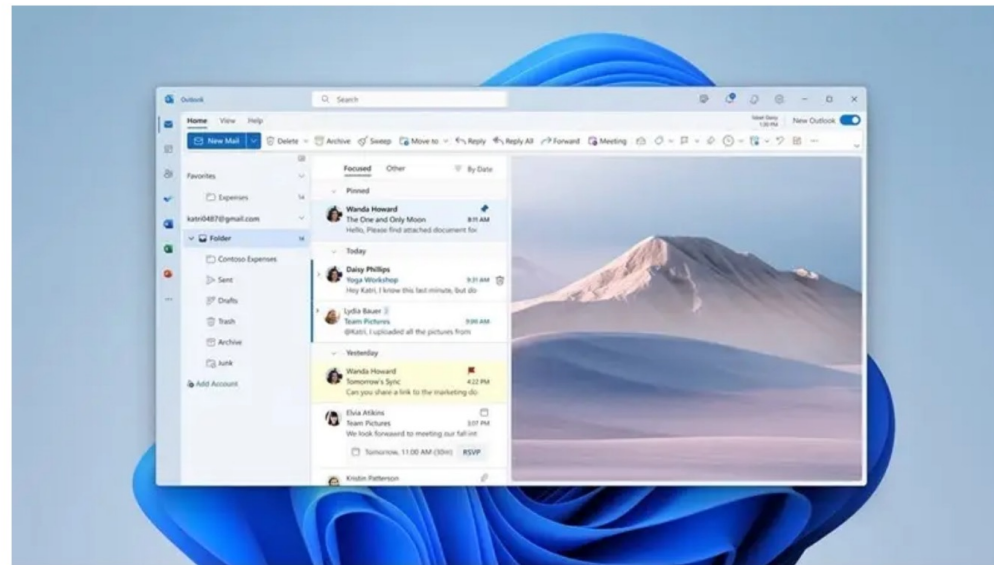 Outlook
Search
Home View Help
New Outlook
New Mail Delete Archive Sweep Move to Reply Reply All Forward Meeting
Favorites
Expenses
katri0487@gmail.com
Folder
Contoso Expenses
Sent
Drafts
Trash
Archive
Junk
Add Account
Focused Other By Date
Pinned
Wanda Howard
The One and Only Moon 8:11 AM
Hello, Please find attached document for
Today
Daisy Phillips
Yoga Workshop 9:31 AM
Hey Katri, I know this last minute, but do
Lydia Bauer
Team Pictures 9:00 AM
@Katri, I uploaded all the pictures from
Yesterday
Wanda Howard
Tomorrow's Sync 4:22 PM
Can you share a link to the marketing do
Elvia Atkins
Team Pictures 3:07 PM
We look forward to meeting our fall int
Tomorrow, 11:00 AM (30m) RSVP
Kristin Patterson